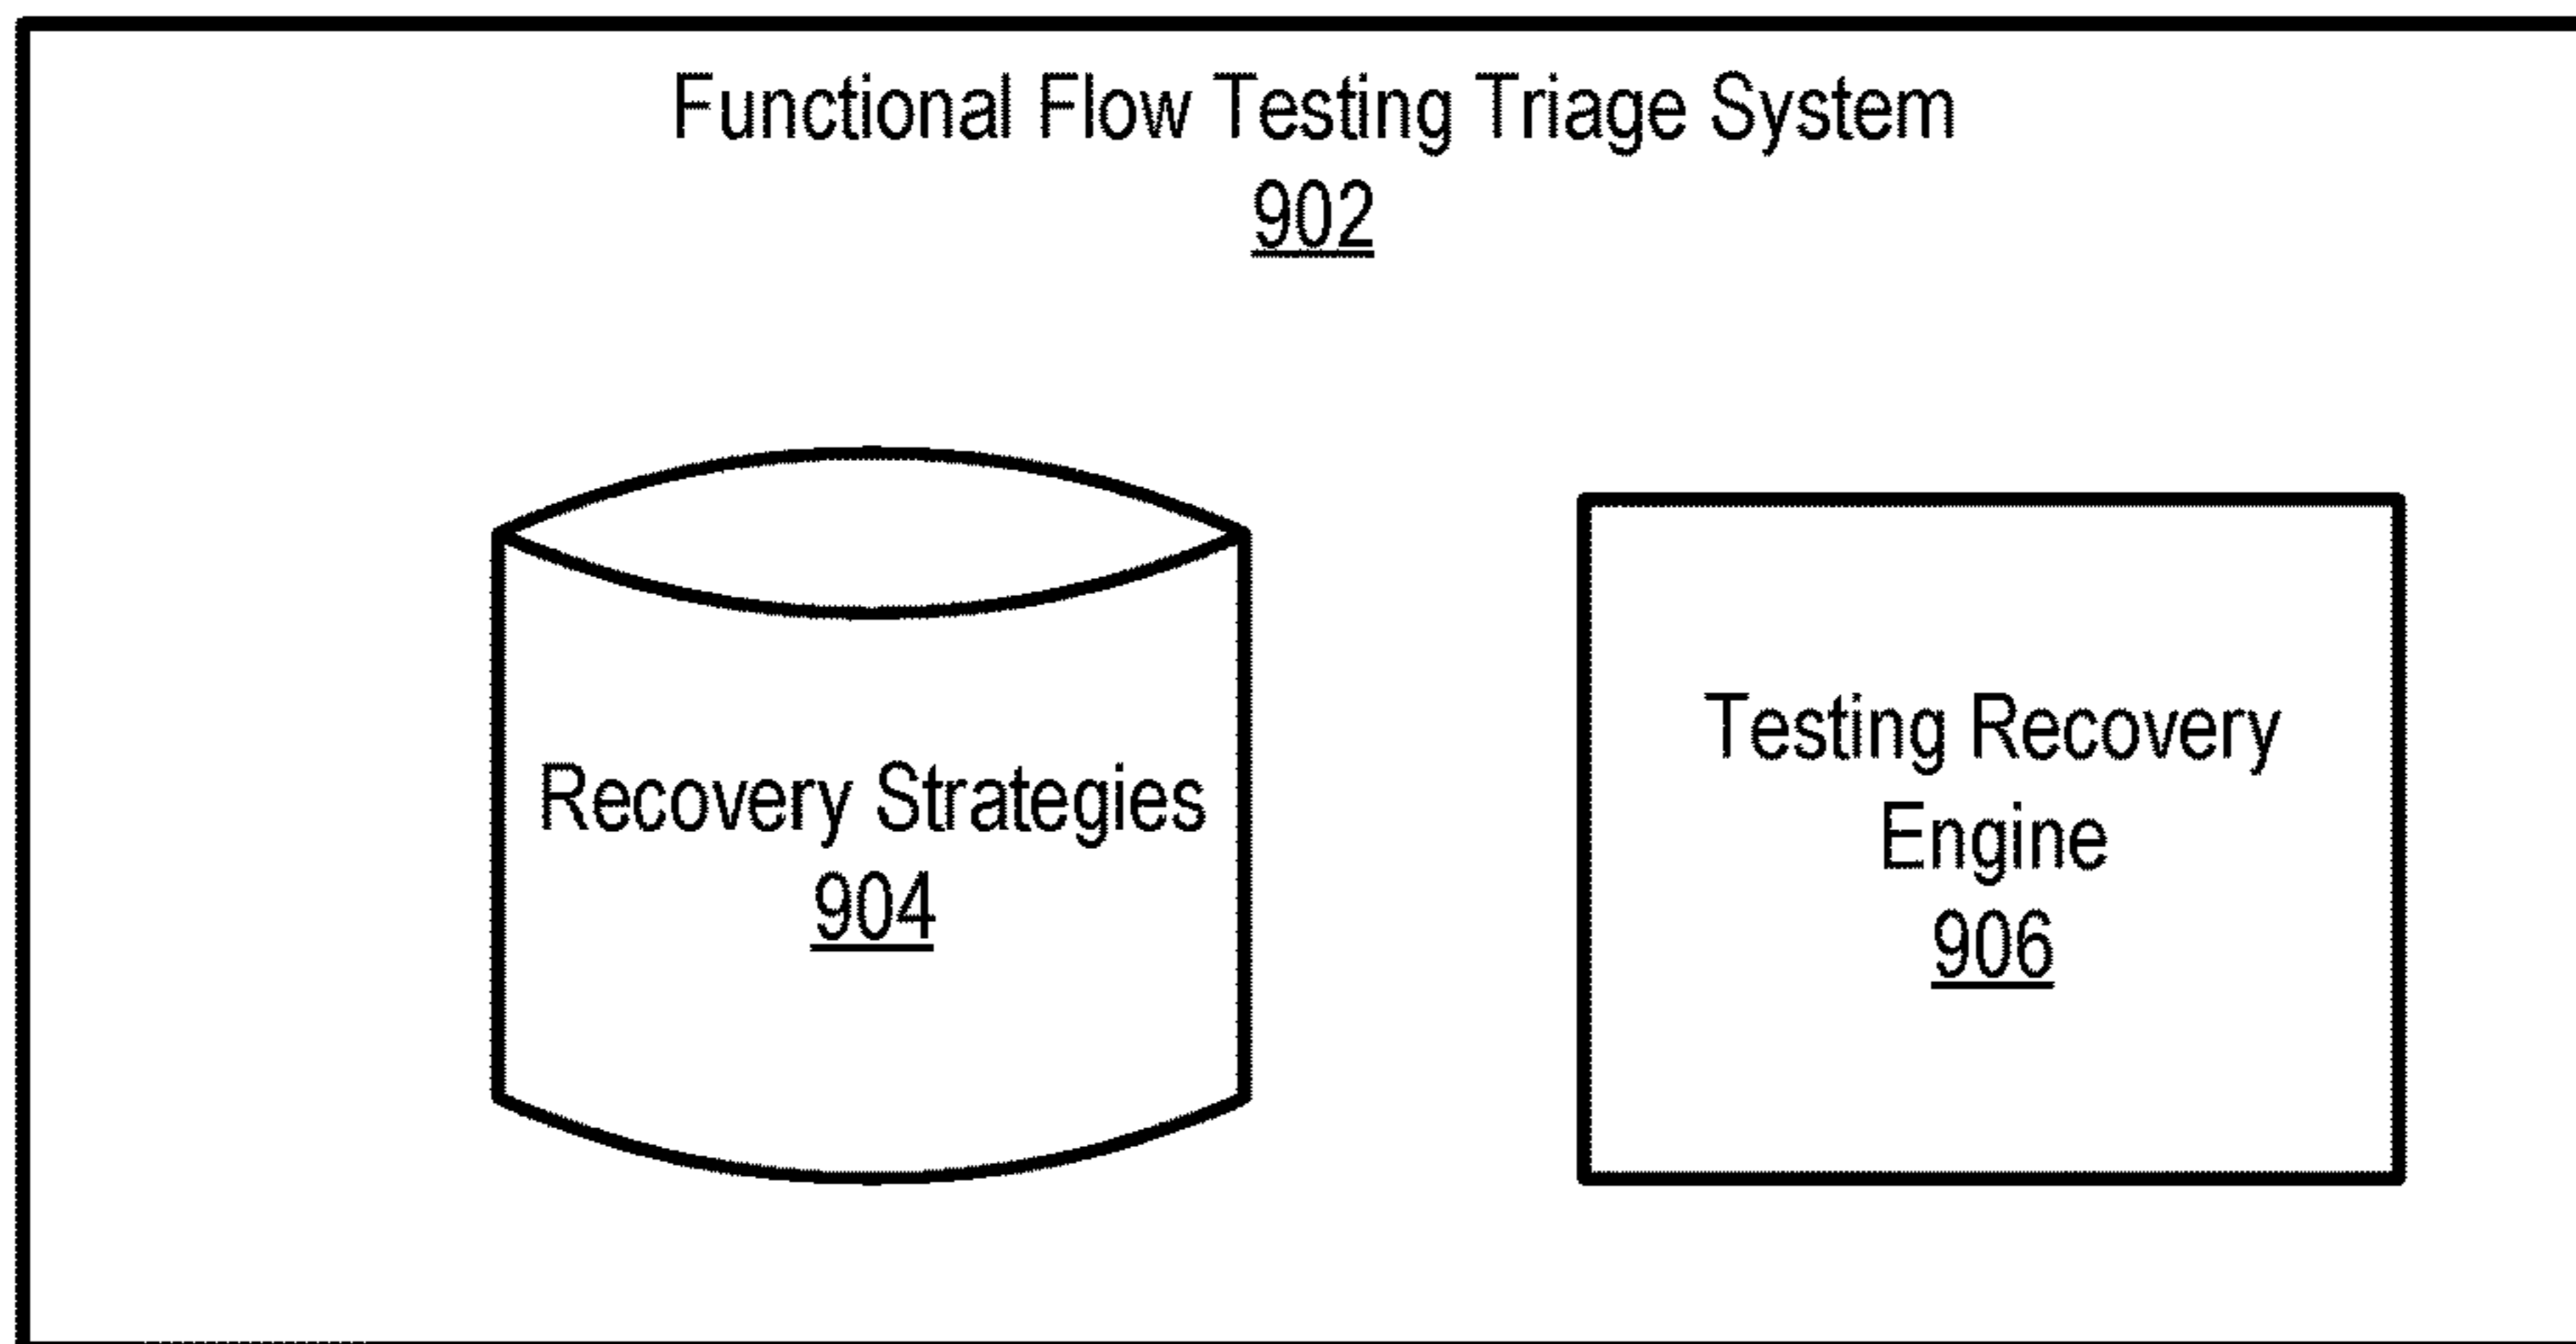 Functional Flow Testing Triage System
902
Recovery Strategies
904
Testing Recovery
Engine
906